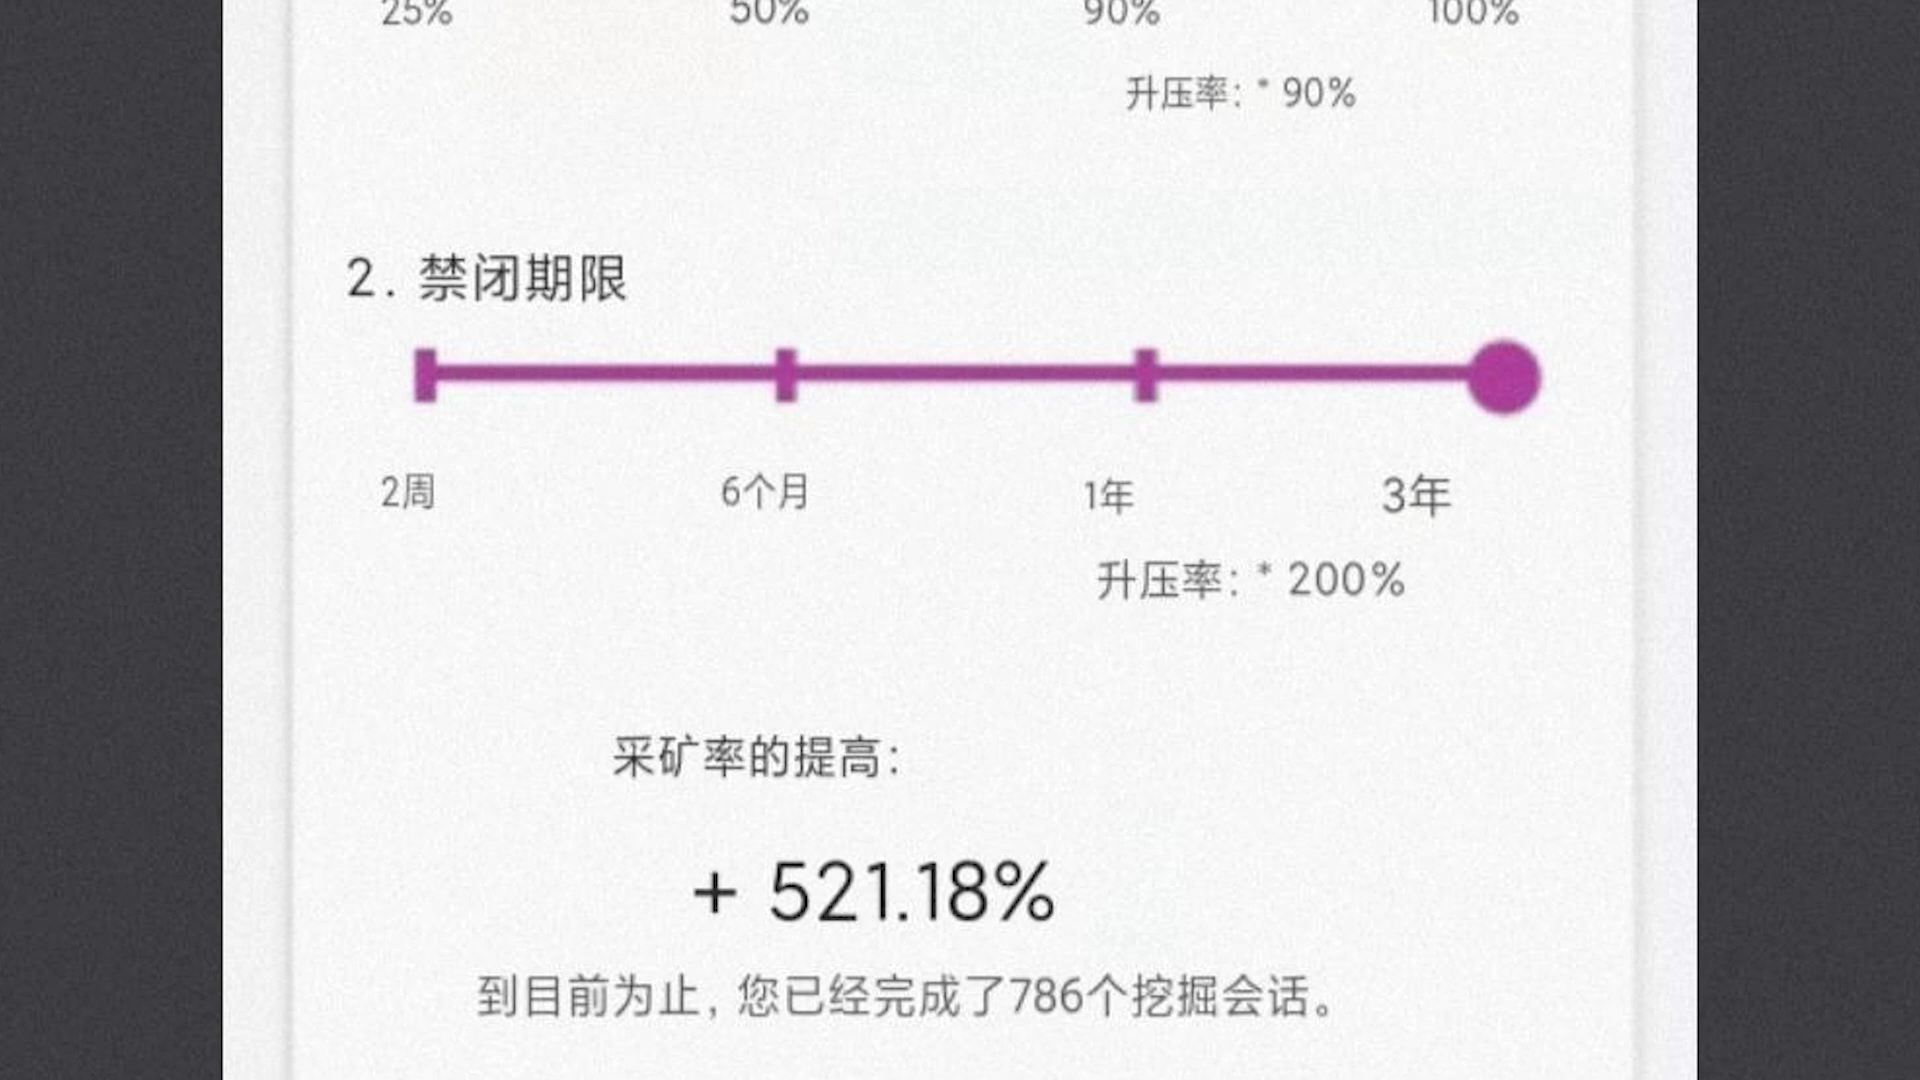 25% 50% 90% 100%
升压率: * 90%
2. 禁闭期限
2周 6个月 1年 3年
升压率: * 200%
采矿率的提高:
+ 521.18%
到目前为止, 您已经完成了786个挖掘会话。